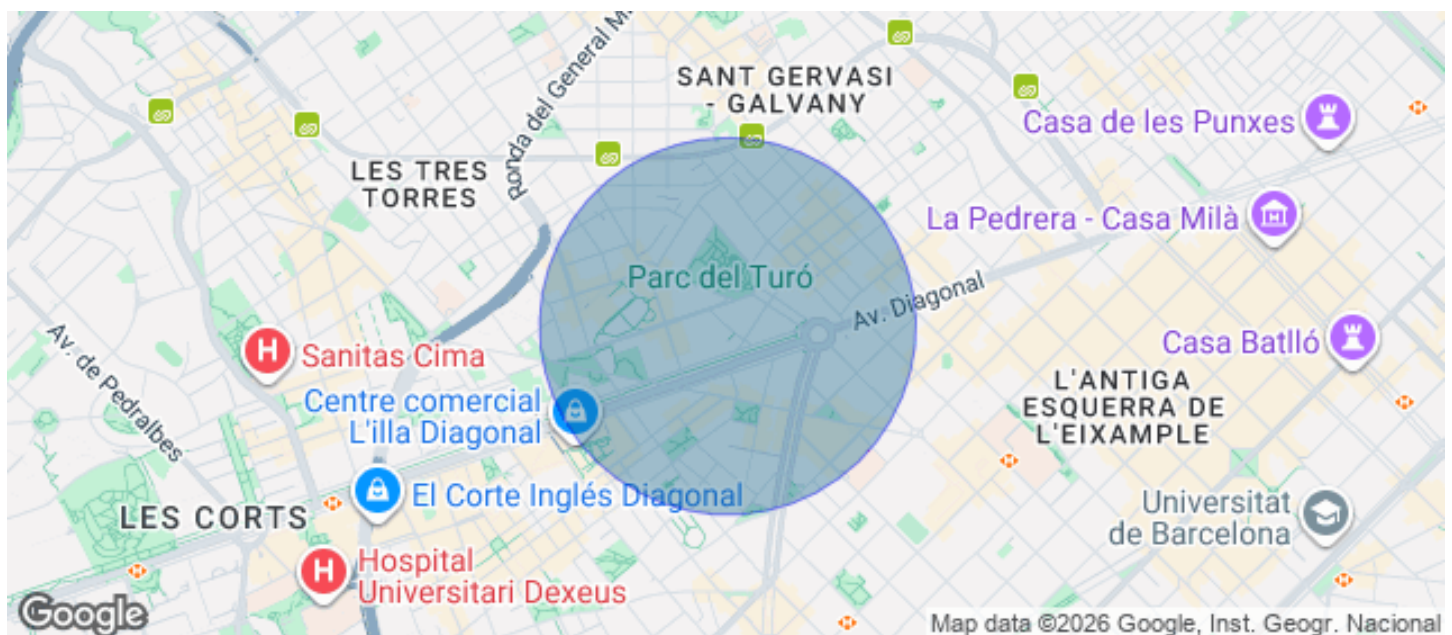 SANT GERVASI
- GALVANY
Ronda del General M
Casa de les Punxes
LES TRES
TORRES
La Pedrera - Casa Milà
Parc del Turó
Av. Diagonal
Av. de Pedralbes
Sanitas Cima
Casa Batlló
Centre comercial
L'illa Diagonal
L'ANTIGA
ESQUERRA DE
L'EIXAMPLE
El Corte Inglés Diagonal
LES CORTS
Universitat
de Barcelona
Hospital
Universitari Dexeus
Google
Map data ©2026 Google, Inst. Geogr. Nacional